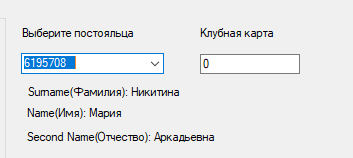 Выберите постояльца
Клубная карта
6195708
0
Surname(Фамилия): Никитина
Name(Имя): Мария
Second Name(Отчество): Аркадьевна